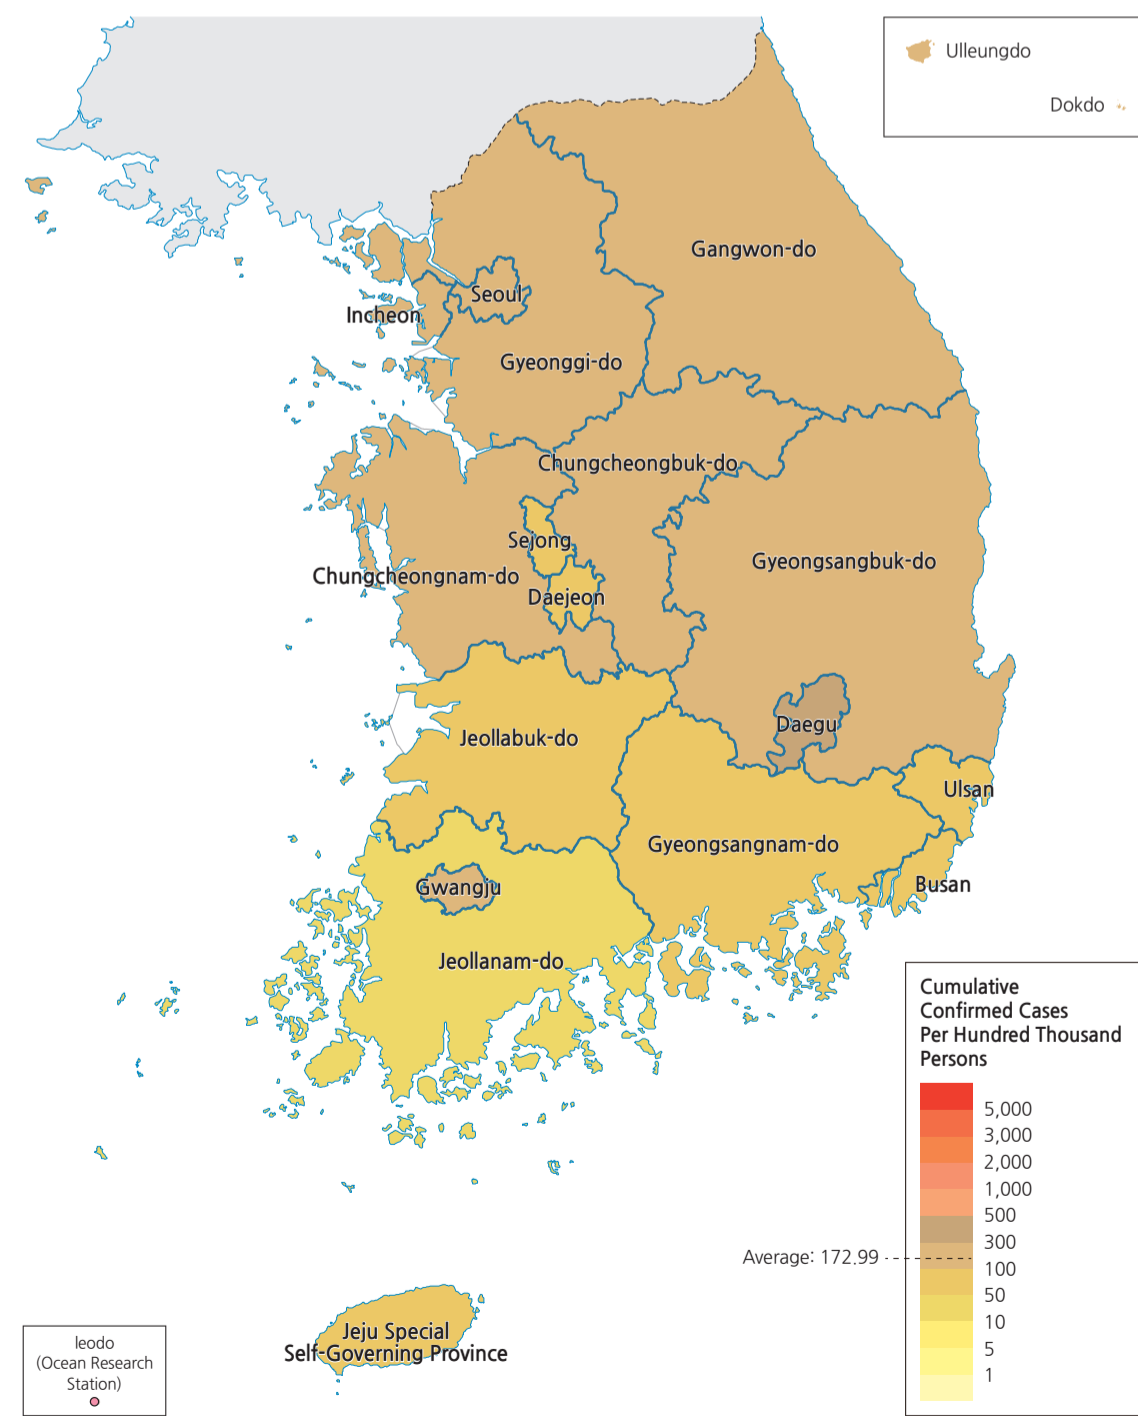 Ulleungdo
Dokdo
Gangwon-do
Seoul
Incheon
Gyeonggi-do
Chungcheongbuk-do
Sejong
Gyeongsangbuk-do
Chungcheongnam-do
Daejeon
Daegu
Jeollabuk-do
Ulsan
Gyeongsangnam-do
Busan
Gwangju
Jeollanam-do
Cumulative
Confirmed Cases
Per Hundred Thousand
Persons
5,000
3,000
2,000
1,000
500
300
Average: 172.99
100
50
10
5
1
Jeju Special
Self-Governing Province
Ieodo
(Ocean Research
Station)